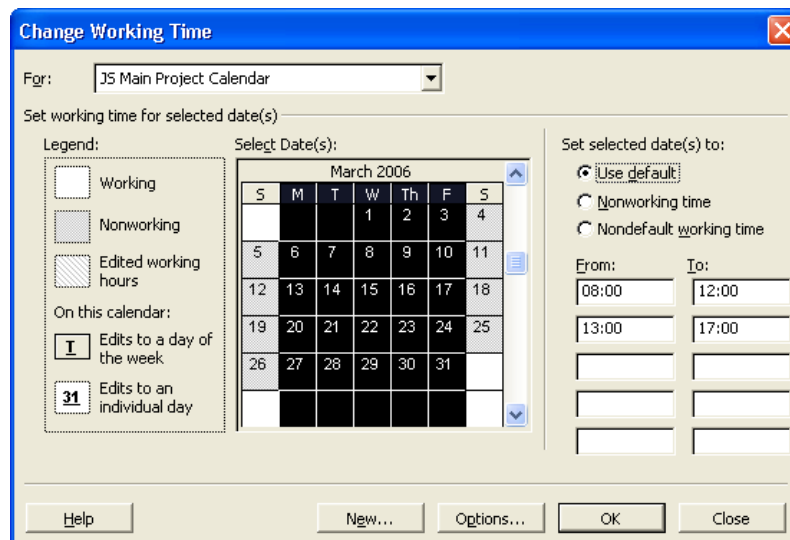 Change Working Time
For: JS Main Project Calendar
Set working time for selected date(s)
Legend:
Working
Nonworking
Edited working
hours
On this calendar:
I Edits to a day of
the week
31 Edits to an
individual day
Select Date(s):
March 2006
S M T W Th F S
1 2 3 4
5 6 7 8 9 10 11
12 13 14 15 16 17 18
19 20 21 22 23 24 25
26 27 28 29 30 31
Set selected date(s) to:
Use default
Nonworking time
Nondefault working time
From: To:
08:00 12:00
13:00 17:00
Help New... Options... OK Close